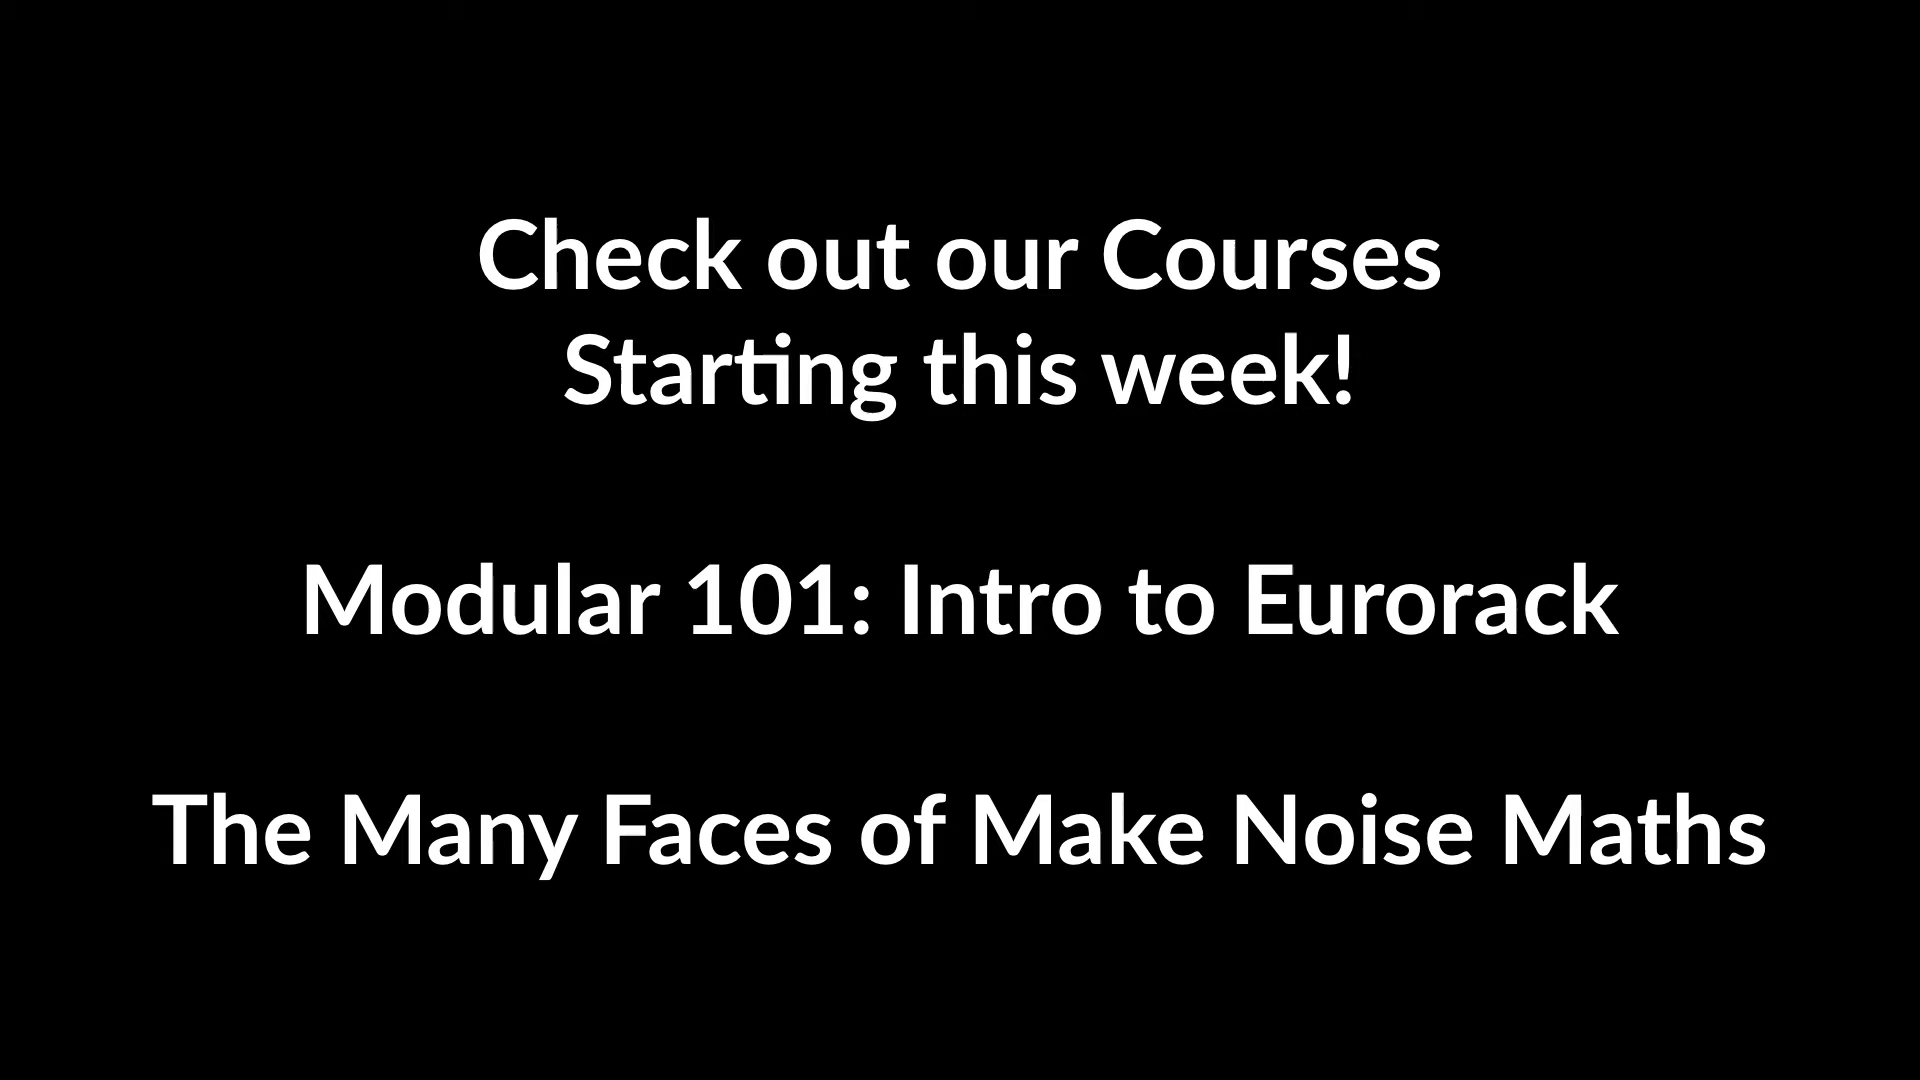 Check out our Courses
Starting this week!
Modular 101: Intro to Eurorack
The Many Faces of Make Noise Maths